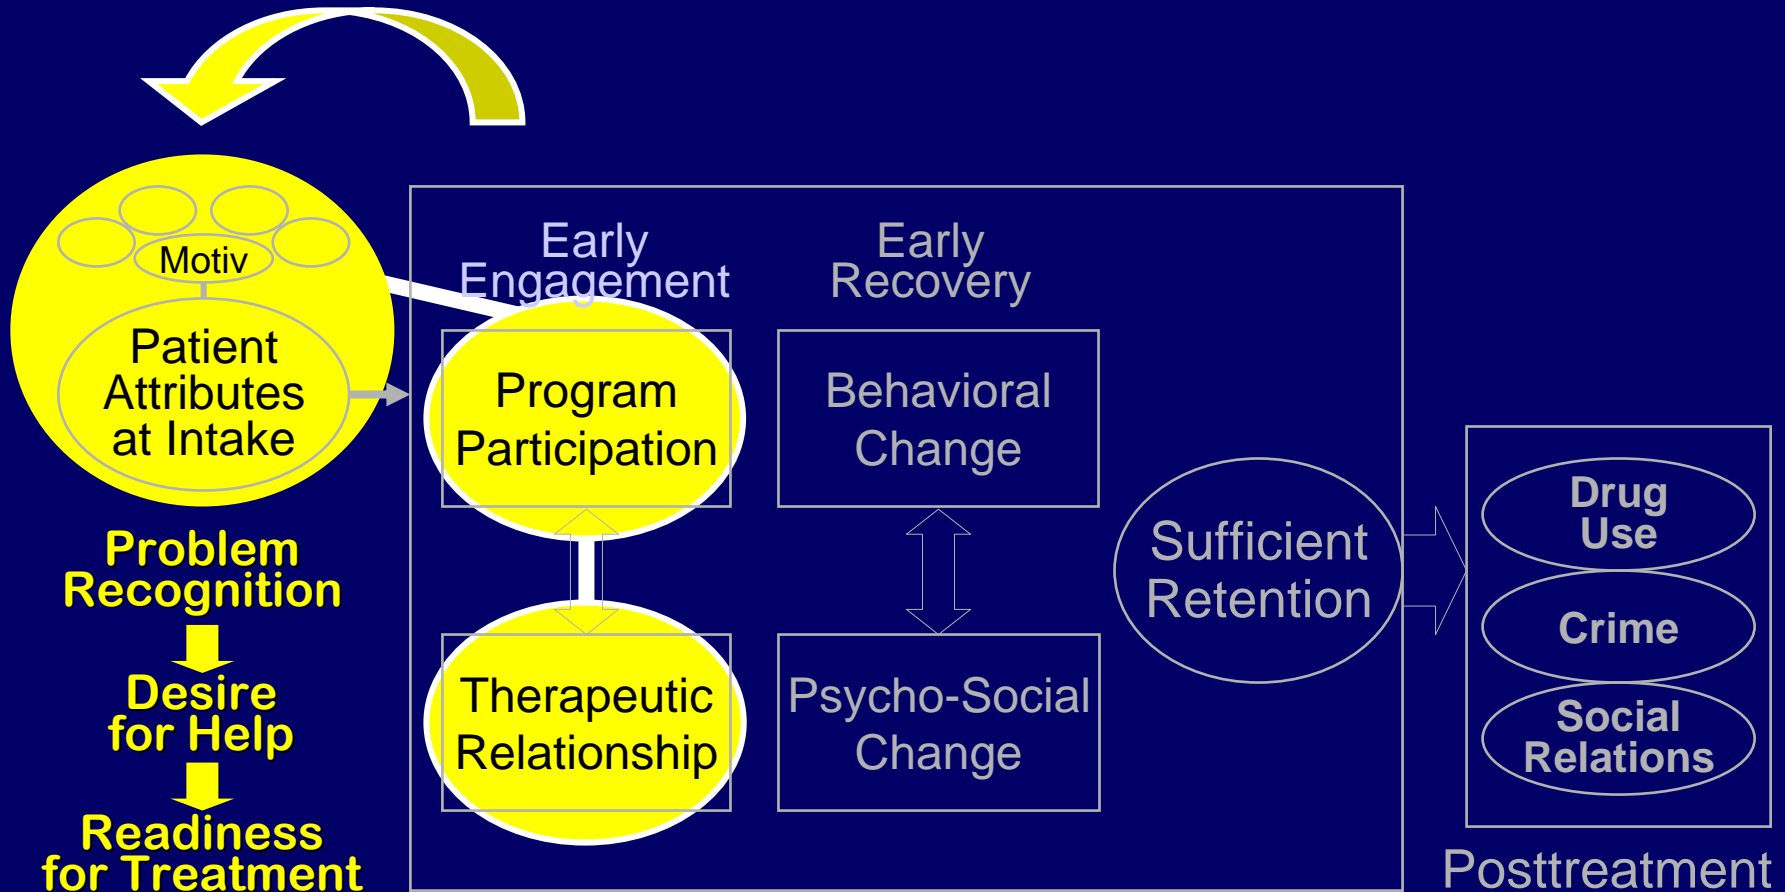 Motiv
Patient
Attributes
at Intake
Problem
Recognition
Desire
for Help
Readiness
for Treatment
Early
Engagement
Program
Participation
Therapeutic
Relationship
Early
Recovery
Behavioral
Change
Psycho-Social
Change
Sufficient
Retention
Drug
Use
Crime
Social
Relations
Posttreatment